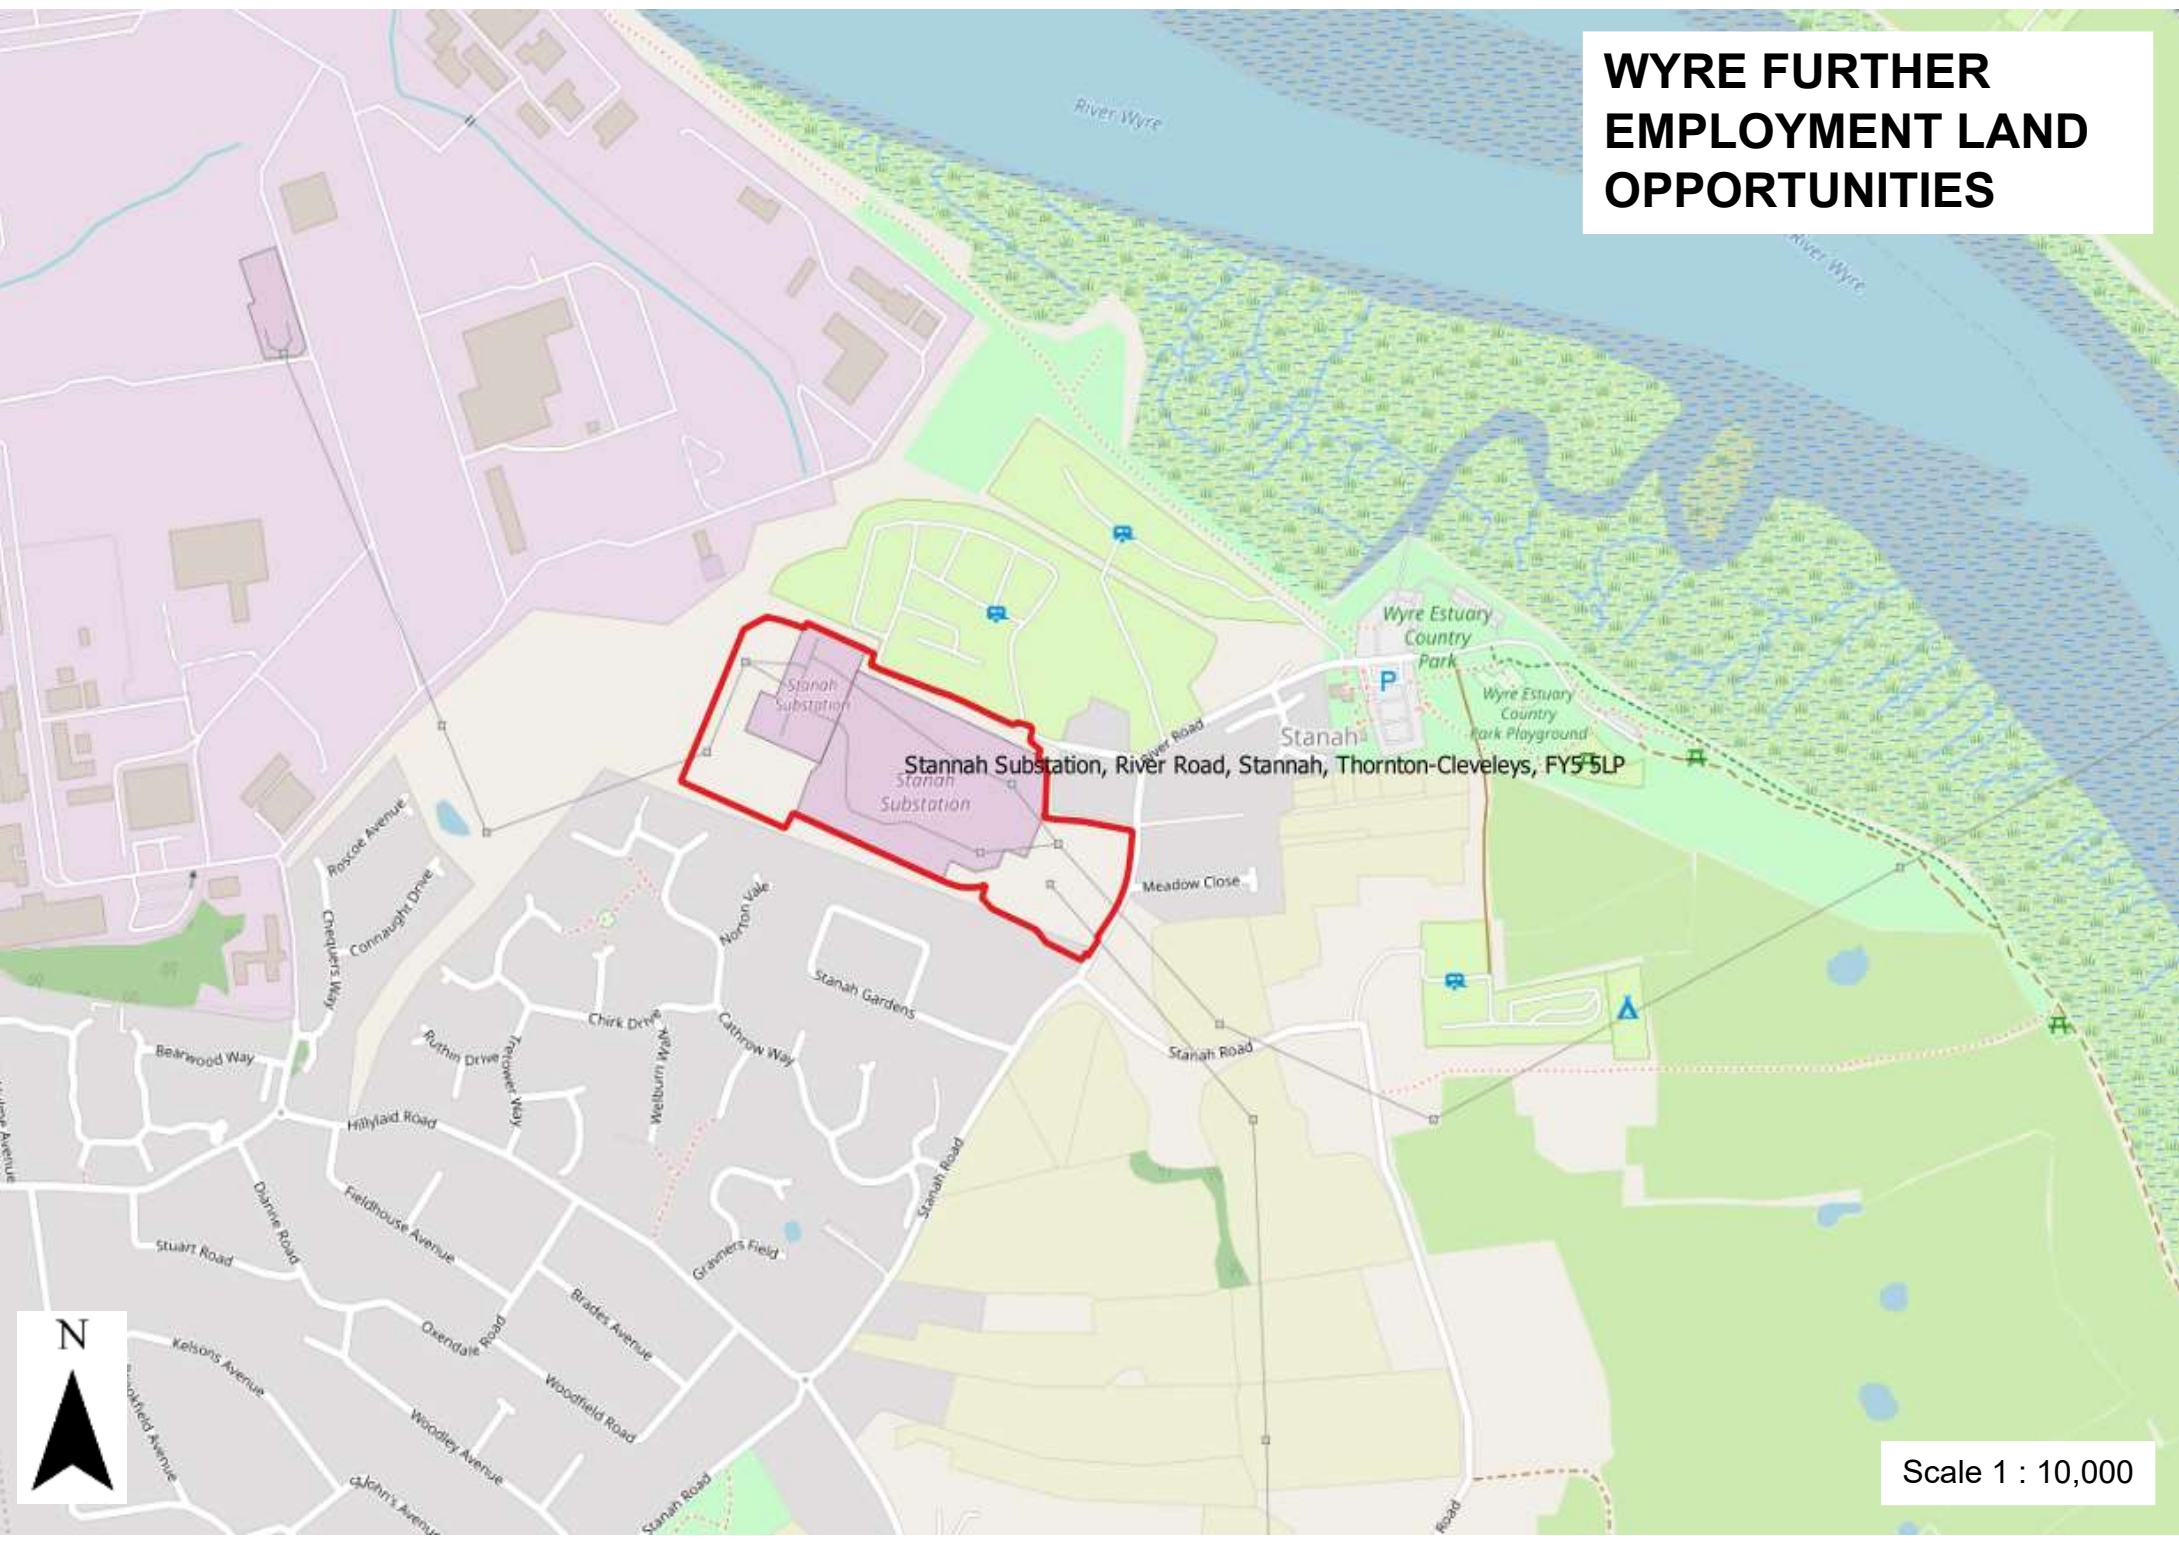 WYRE FURTHER
EMPLOYMENT LAND
OPPORTUNITIES
River Wyre
River Wyre
Wyre Estuary
Country
Park
P
Wyre Estuary
Country
Park Playground
Stanah
River Road
Stanah
Substation
Stannah Substation, River Road, Stannah, Thornton-Cleveleys, FY5 5LP
Stanah
Substation
Meadow Close
Roscoe Avenue
Connaught Drive
Chequers Way
Norton Vale
Stanah Gardens
Chirk Drive
Cathrow Way
Welburn Walk
Ruthin Drive
Tretower Way
Bearwood Way
Stanah Road
Hillylaid Road
Stanah Road
Dianne Road
Fieldhouse Avenue
Stuart Road
Gravners Field
Brades Avenue
Oxendale Road
Kelsons Avenue
Woodfield Road
Woodley Avenue
Avenue
St John's Avenue
Stanah Road
Road
N
Scale 1 : 10,000